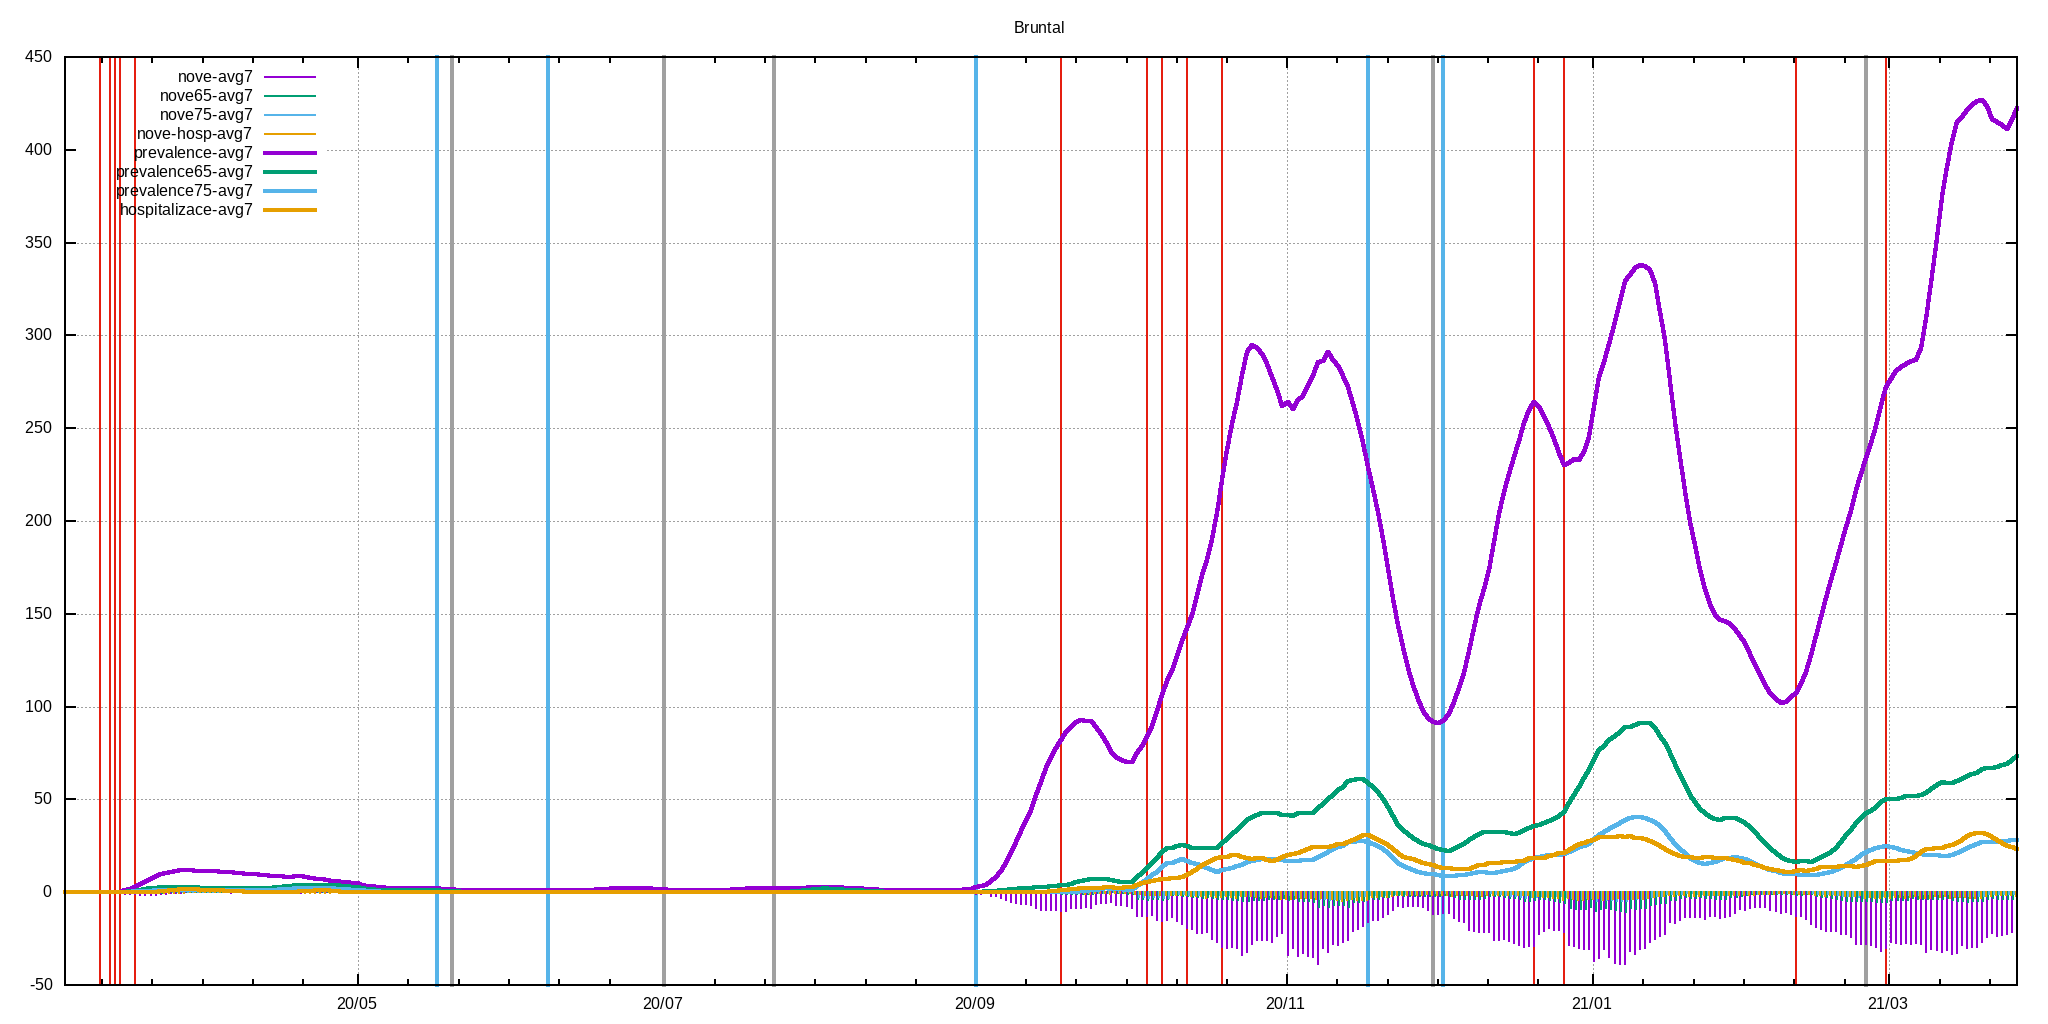 Bruntal
450
400
350
300
250
200
150
100
50
0
-50
nove-avg7
nove65-avg7
nove75-avg7
nove-hosp-avg7
prevalence-avg7
prevalence65-avg7
prevalence75-avg7
hospitalizace-avg7
20/05 20/07 20/09 20/11 21/01 21/03